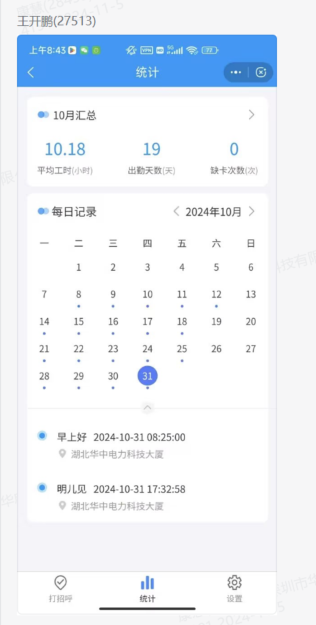 王开鹏(27513)
上午8:43
统计
10月汇总
10.18 19 0
平均工时(小时) 出勤天数(天) 缺卡次数(次)
每日记录 2024年10月
一 二 三 四 五 六 日
1 2 3 4 5 6
7 8 9 10 11 12 13
14 15 16 17 18 19 20
21 22 23 24 25 26 27
28 29 30 31
早上好 2024-10-31 08:25:00
湖北华中电力科技大厦
明儿见 2024-10-31 17:32:58
湖北华中电力科技大厦
打招呼 统计 设置